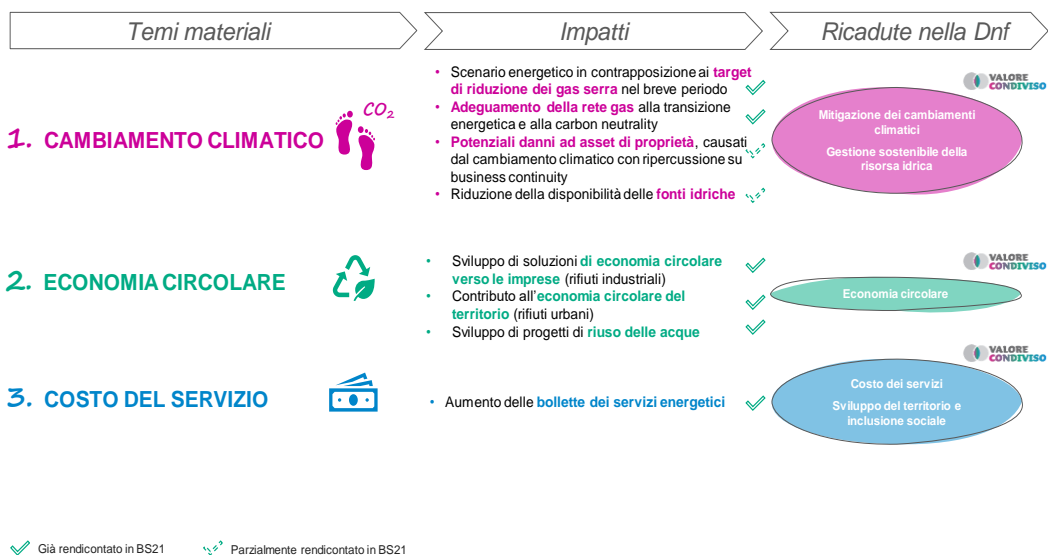 Temi materiali
Impatti
Ricadute nella Dnf
1. CAMBIAMENTO CLIMATICO
CO2
• Scenario energetico in contrapposizione ai target
di riduzione dei gas serra nel breve periodo
• Adeguamento della rete gas alla transizione
energetica e alla carbon neutrality
• Potenziali danni ad asset di proprietà, causati
dal cambiamento climatico con ripercussione su
business continuity
• Riduzione della disponibilità delle fonti idriche
VALORE
CONDIVISO
Mitigazione dei cambiamenti
climatici
Gestione sostenibile della
risorsa idrica
2. ECONOMIA CIRCOLARE
• Sviluppo di soluzioni di economia circolare
verso le imprese (rifiuti industriali)
• Contributo all'economia circolare del
territorio (rifiuti urbani)
• Sviluppo di progetti di riuso delle acque
VALORE
CONDIVISO
Economia circolare
3. COSTO DEL SERVIZIO
• Aumento delle bollette dei servizi energetici
VALORE
CONDIVISO
Costo dei servizi
Sviluppo del territorio e
inclusione sociale
Già rendicontato in BS21
Parzialmente rendicontato in BS21